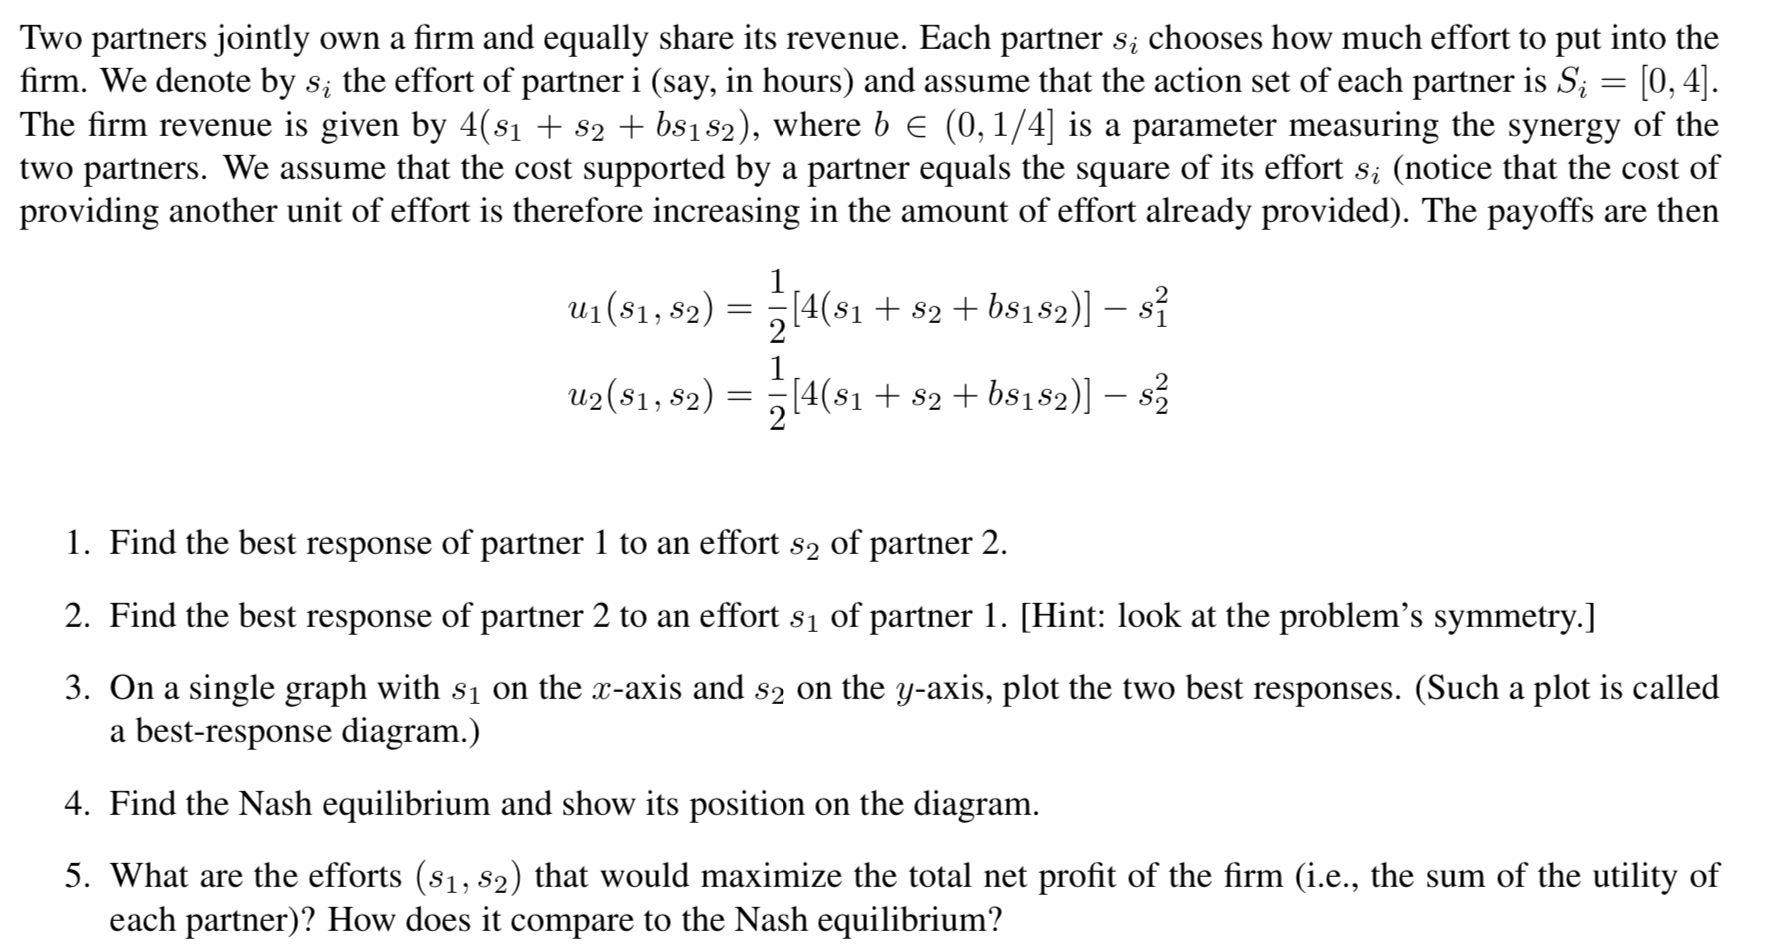 Two partners jointly own a firm and equally share its revenue. Each partner s_i chooses how much effort to put into the
firm. We denote by s_i the effort of partner i (say, in hours) and assume that the action set of each partner is S_i = [0, 4].
The firm revenue is given by 4(s_1 + s_2 + bs_1s_2), where b ∈ (0, 1/4] is a parameter measuring the synergy of the
two partners. We assume that the cost supported by a partner equals the square of its effort s_i (notice that the cost of
providing another unit of effort is therefore increasing in the amount of effort already provided). The payoffs are then
u_1(s_1, s_2) = 1/2[4(s_1 + s_2 + bs_1s_2)] − s_1^2
u_2(s_1, s_2) = 1/2[4(s_1 + s_2 + bs_1s_2)] − s_2^2
1. Find the best response of partner 1 to an effort s_2 of partner 2.
2. Find the best response of partner 2 to an effort s_1 of partner 1. [Hint: look at the problem's symmetry.]
3. On a single graph with s_1 on the x-axis and s_2 on the y-axis, plot the two best responses. (Such a plot is called
a best-response diagram.)
4. Find the Nash equilibrium and show its position on the diagram.
5. What are the efforts (s_1, s_2) that would maximize the total net profit of the firm (i.e., the sum of the utility of
each partner)? How does it compare to the Nash equilibrium?